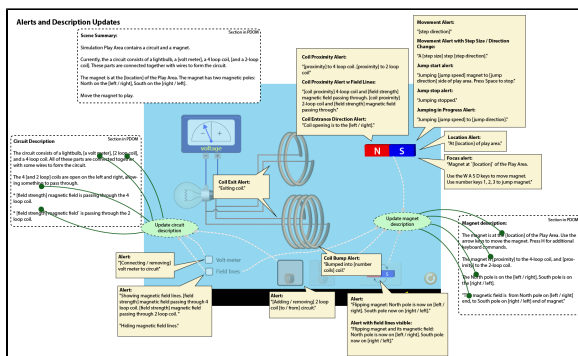 Alerts and Description Updates
Section in PDOM
Scene Summary:
Simulation Play Area contains a circuit and a magnet.
Currently, the a circuit consists of a lightbulb, a [volt meter], a 4 loop coil, [and a 2-loop
coil]. These parts are connected together with wires to form the circuit.
The magnet is at the [location] of the Play Area. The magnet has two magnetic poles:
North on the [left / right], South on the [right / left].
Move the magnet to play.
Coil Proximity Alert:
"[proximity] to 4 loop coil. [proximity] to 2 loop
coil"
Coil Proximity Alert w Field Lines:
"[coil proximity] 4-loop coil and [field strength]
magnetic field passing through. [coil proximity]
2-loop coil and [field strength] magnetic field
passing through."
Coil Entrance Direction Alert:
"Coil opening is to the [left / right].
Movement Alert:
"[step direction]"
Movement Alert with Step Size / Direction
Change:
"A [step size] step [step direction]."
Jump start alert:
"Jumping [jump speed] magnet to [jump
direction] side of play area. Press Space to stop.
Jump stop alert:
"Jumping stopped."
Jumping in Progress Alert:
"Jumping [jump speed] to [jump direction]."
Location Alert:
"At [location] of play area."
Focus alert:
"Magnet at [location] of the Play Area.
Use the W A S D keys to move magnet.
Use number keys 1, 2, 3 to jump magnet."
N S
voltage
Section in PDOM
Circuit Description
The circuit consists of a lightbulb, [a volt meter], [2 loop coil],
and a 4 loop coil. All of these parts are connected together
with some wires to form the circuit.
The 4 [and 2 loop] coils are open on the left and right, allow-
ing something to pass through.
* [field strength] magnetic field is passing through the 4
loop coil.
* [field strength] magnetic field is passing through the 2
loop coil.
Coil Exit Alert:
"Exiting coil."
Update circuit
description
Update magnet
description
Section in PDOM
Magnet description:
The magnet is at the [location] of the Play Area. Use the
arrow keys to move the magnet. Press H for additional
keyboard commands.
The magnet is [proximity] to the 4-loop coil, and [proxim-
ity] to the 2-loop coil.
The North pole is on the [left / right], South pole is on
the [right / left].
The magnetic field is from North pole on [left / right]
end, to South pole on [right / left] end of magnet
Alert:
"[Connecting / removing]
volt meter to circuit"
Volt meter
Field lines
Coil Bump Alert:
"Bumped into [number
coils] coil."
Alert:
"Showing magnetic field lines. [field
strength] magnetic field passing through 4
loop coil. [field strength] magnetic field
passing through 2 loop coil. "
"Hiding magnetic field lines."
Alert:
"[Adding / removing] 2 loop
coil [to / from] circuit"
Alert:
"Flipping magnet: North pole is now on [left /
right], South pole now on [right / left]."
Alert with field lines visible:
"Flipping magnet and its magnetic field:
North pole is now on [left / right], South pole
now on [right / left]."